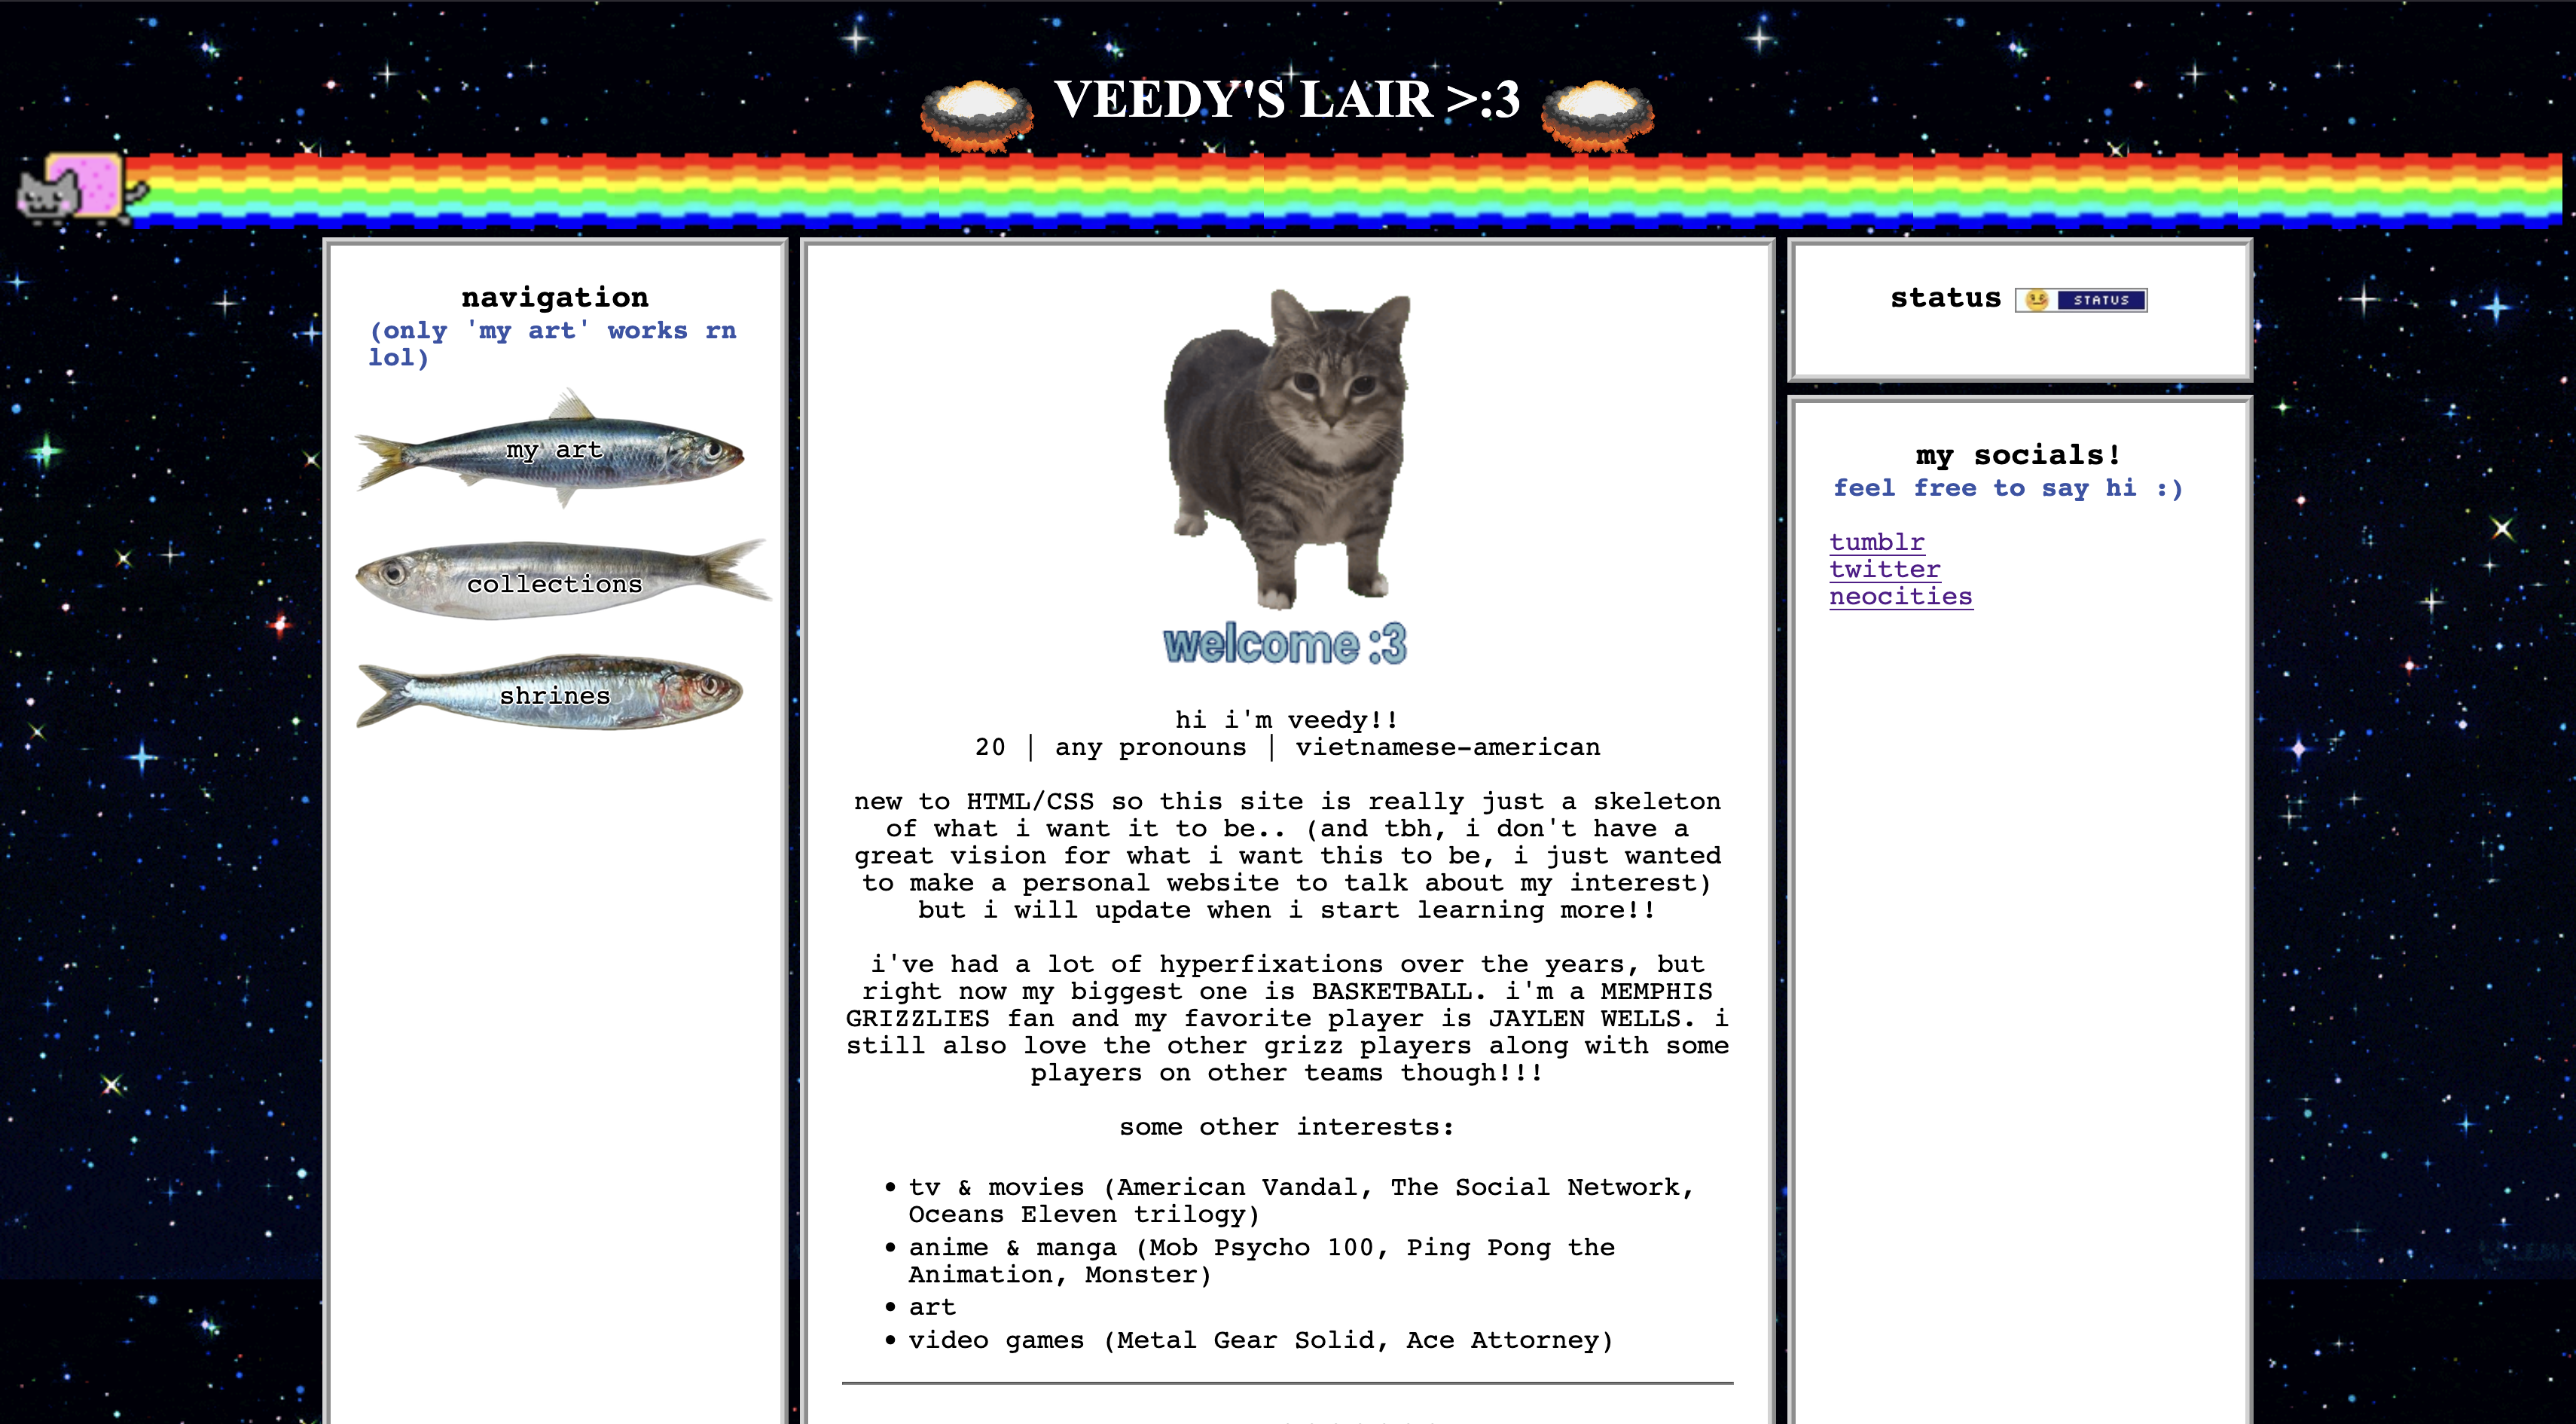 VEEDY'S LAIR >:3
navigation
(only 'my art' works rn
lol)
my art
collections
shrines
welcome :3
hi i'm veedy!!
20 | any pronouns | vietnamese-american
new to HTML/CSS so this site is really just a skeleton
of what i want it to be.. (and tbh, i don't have a
great vision for what i want this to be, i just wanted
to make a personal website to talk about my interest)
but i will update when i start learning more!!
i've had a lot of hyperfixations over the years, but
right now my biggest one is BASKETBALL. i'm a MEMPHIS
GRIZZLIES fan and my favorite player is JAYLEN WELLS. i
still also love the other grizz players along with some
players on other teams though!!!
some other interests:
• tv & movies (American Vandal, The Social Network,
Oceans Eleven trilogy)
• anime & manga (Mob Psycho 100, Ping Pong the
Animation, Monster)
• art
• video games (Metal Gear Solid, Ace Attorney)
status STATUS
my socials!
feel free to say hi :)
tumblr
twitter
neocities